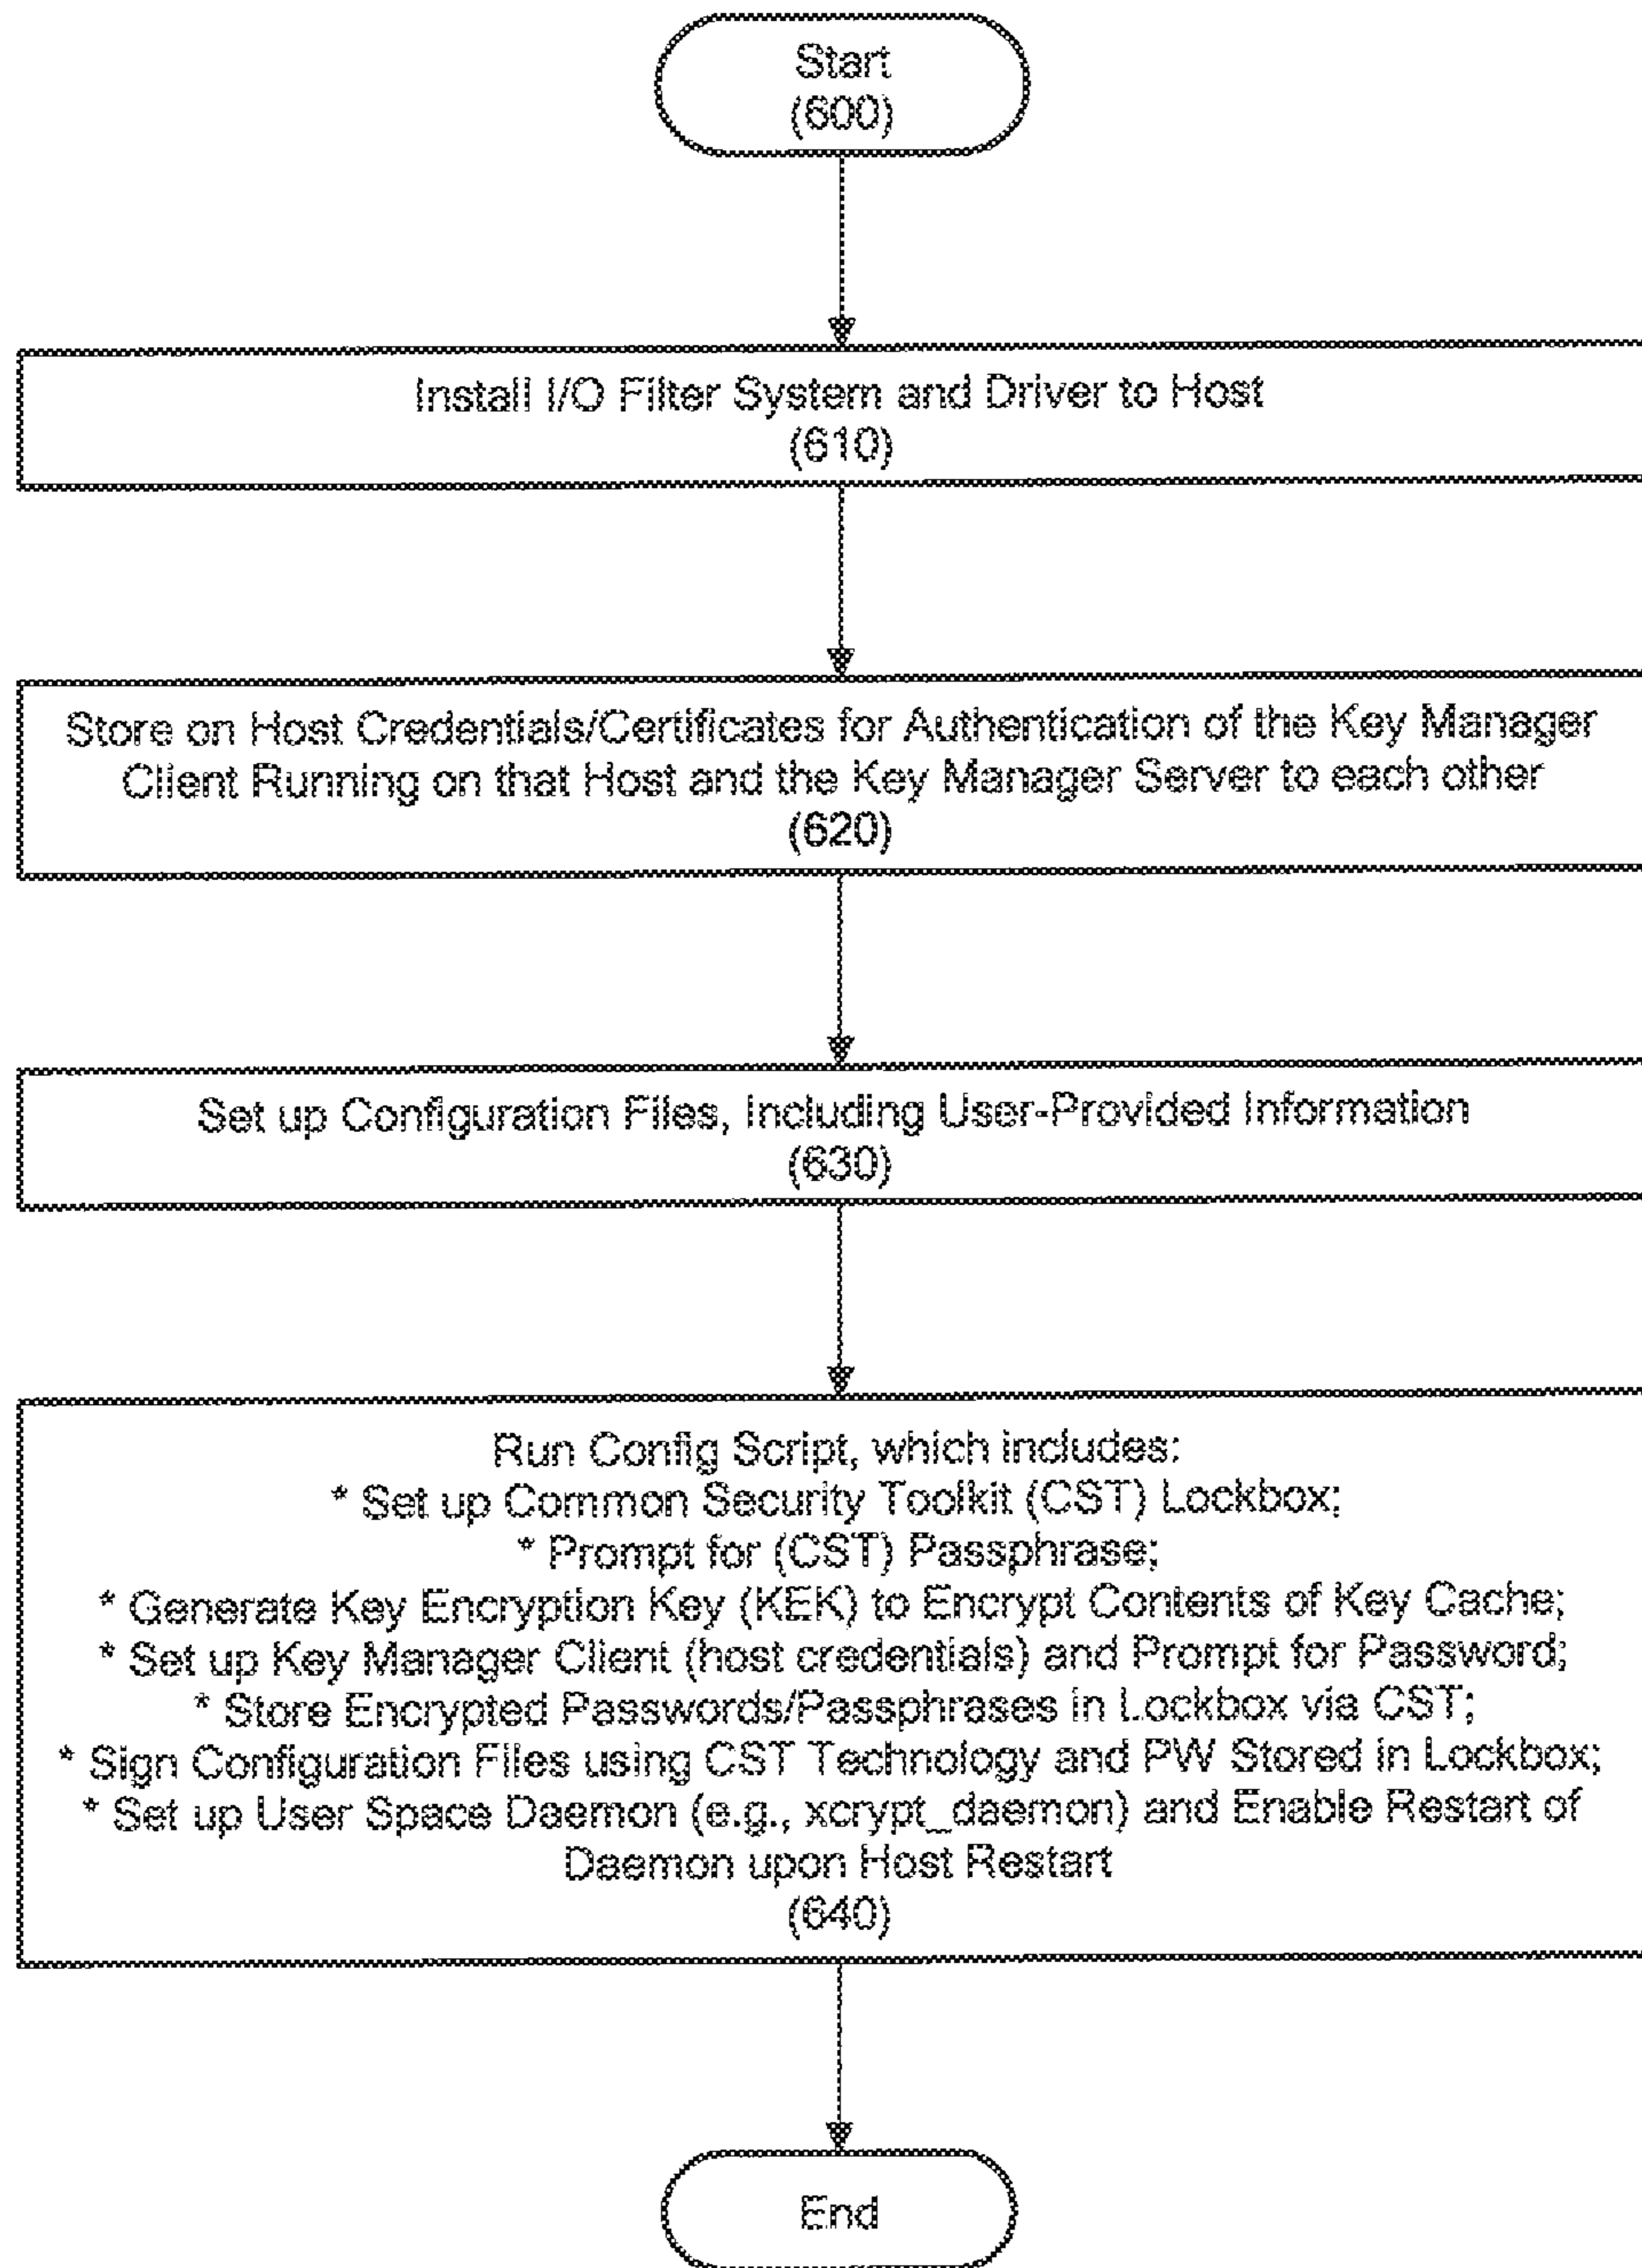 Start
(600)
Install I/O Filter System and Driver to Host
(610)
Store on Host Credentials/Certificates for Authentication of the Key Manager
Client Running on that Host and the Key Manager Server to each other
(620)
Set up Configuration Files, Including User-Provided Information
(630)
Run Config Script, which includes:
* Set up Common Security Toolkit (CST) Lockbox;
* Prompt for (CST) Passphrase;
* Generate Key Encryption Key (KEK) to Encrypt Contents of Key Cache;
* Set up Key Manager Client (host credentials) and Prompt for Password;
* Store Encrypted Passwords/Passphrases in Lockbox via CST;
* Sign Configuration Files using CST Technology and PW Stored in Lockbox;
* Set up User Space Daemon (e.g., xcrypt_daemon) and Enable Restart of
Daemon upon Host Restart
(640)
End